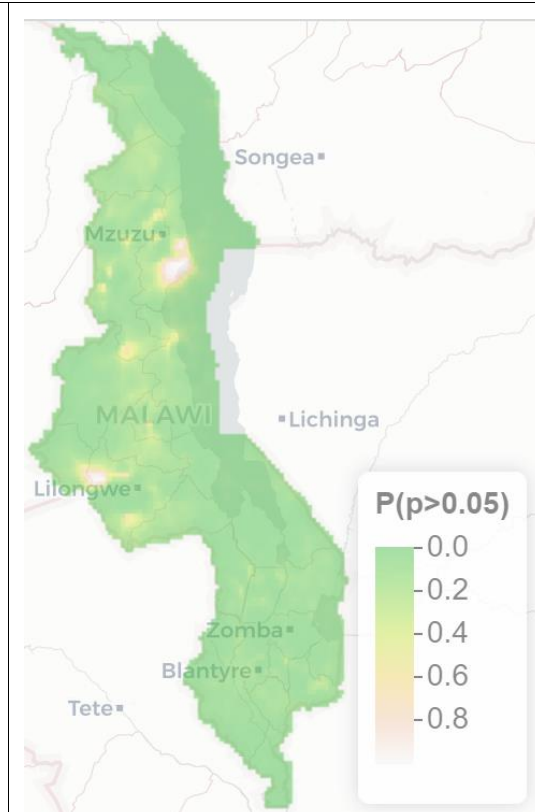 Songea
Mzuzu
MALAWI
Lichinga
Lilongwe
P(p>0.05)
0.0
0.2
0.4
0.6
0.8
Zomba
Blantyre
Tete